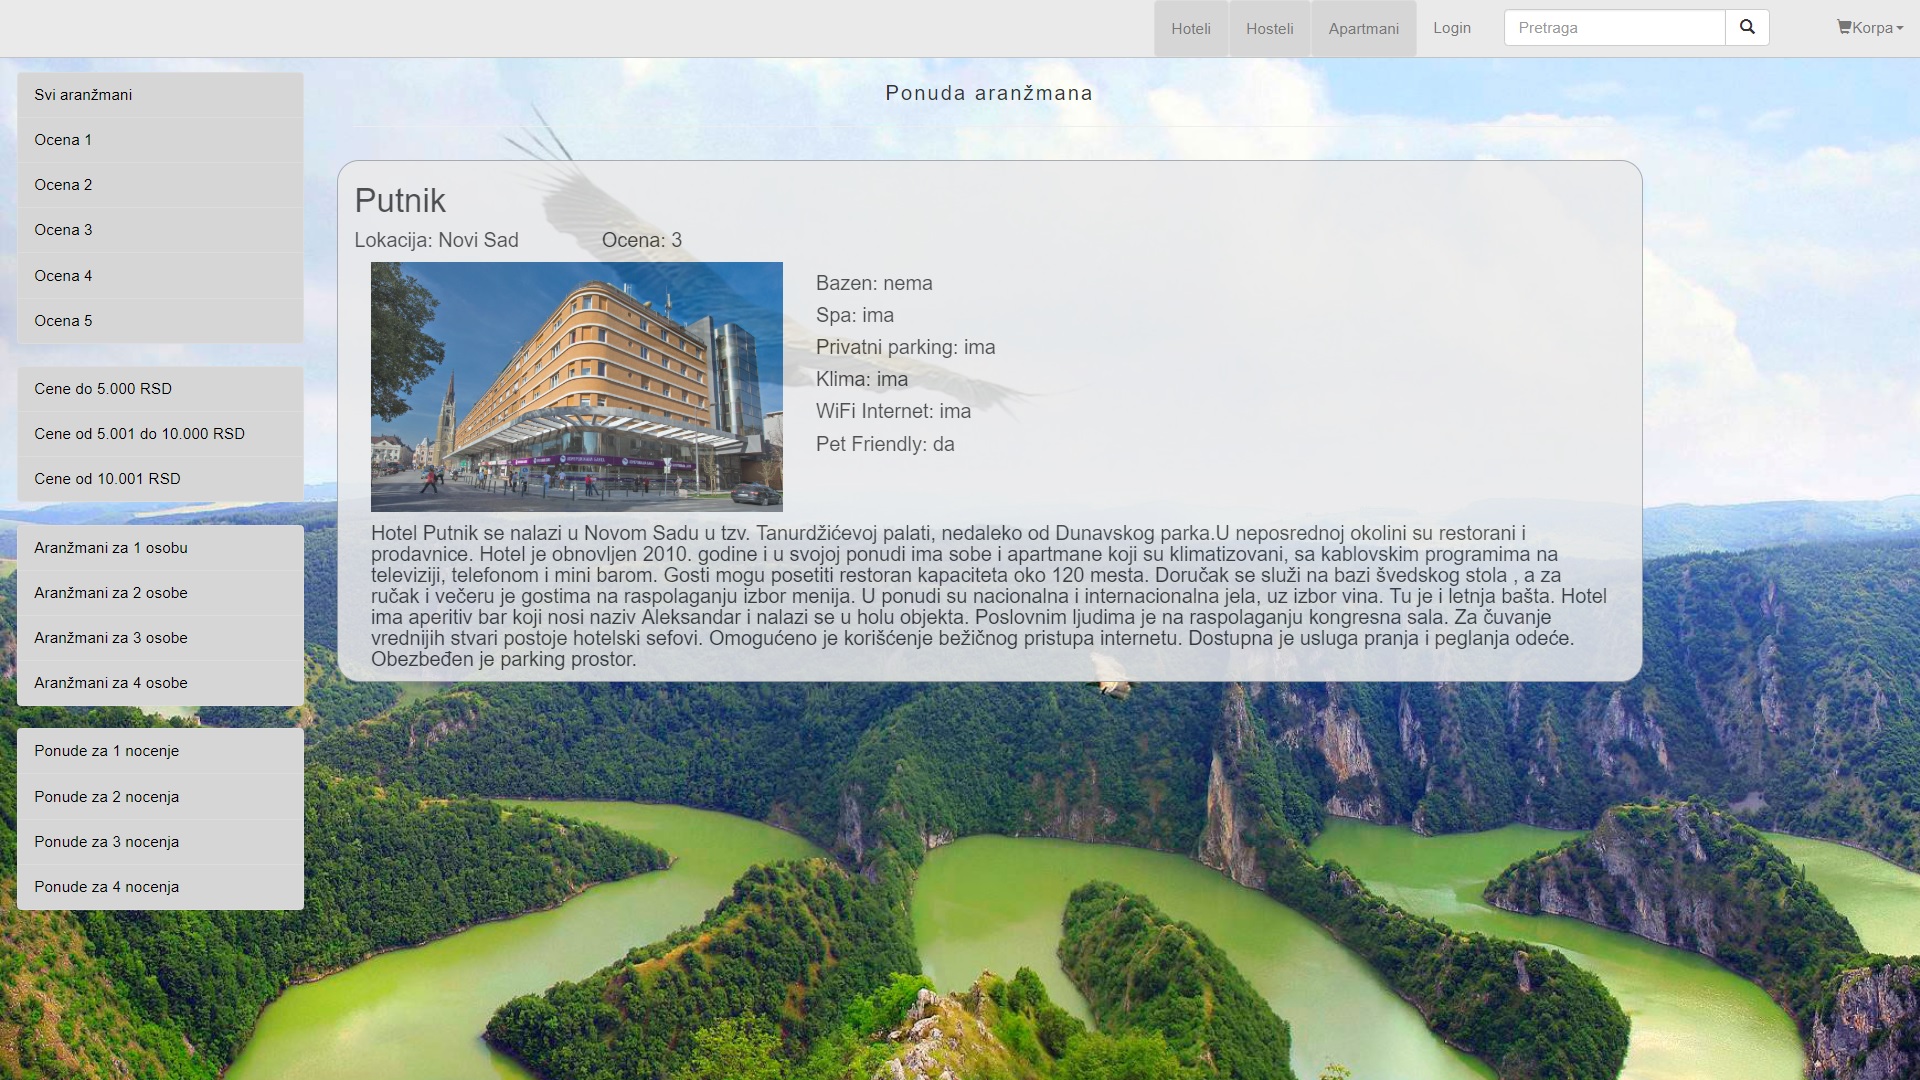 Hoteli Hosteli Apartmani Login Pretraga Korpa
Svi aranžmani
Ocena 1
Ocena 2
Ocena 3
Ocena 4
Ocena 5
Cene do 5.000 RSD
Cene od 5.001 do 10.000 RSD
Cene od 10.001 RSD
Aranžmani za 1 osobu
Aranžmani za 2 osobe
Aranžmani za 3 osobe
Aranžmani za 4 osobe
Ponude za 1 nocenje
Ponude za 2 nocenja
Ponude za 3 nocenja
Ponude za 4 nocenja
Ponuda aranžmana
Putnik
Lokacija: Novi Sad Ocena: 3
Bazen: nema
Spa: ima
Privatni parking: ima
Klima: ima
WiFi Internet: ima
Pet Friendly: da
Hotel Putnik se nalazi u Novom Sadu u tzv. Tanurdžićevoj palati, nedaleko od Dunavskog parka.U neposrednoj okolini su restorani i
prodavnice. Hotel je obnovljen 2010. godine i u svojoj ponudi ima sobe i apartmane koji su klimatizovani, sa kablovskim programima na
televiziji, telefonom i mini barom. Gosti mogu posetiti restoran kapaciteta oko 120 mesta. Doručak se služi na bazi švedskog stola , a za
ručak i večeru je gostima na raspolaganju izbor menija. U ponudi su nacionalna i internacionalna jela, uz izbor vina. Tu je i letnja bašta. Hotel
ima aperitiv bar koji nosi naziv Aleksandar i nalazi se u holu objekta. Poslovnim ljudima je na raspolaganju kongresna sala. Za čuvanje
vrednijih stvari postoje hotelski sefovi. Omogućeno je korišćenje bežičnog pristupa internetu. Dostupna je usluga pranja i peglanja odeće.
Obezbeđen je parking prostor.